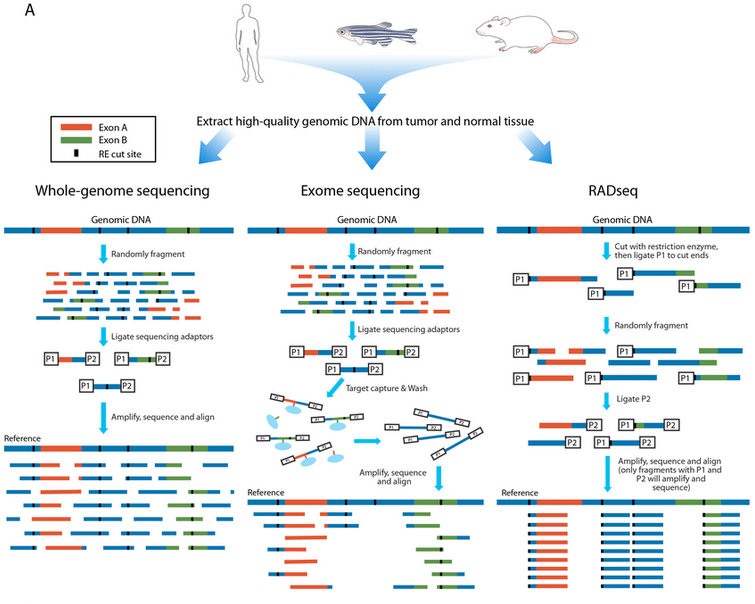 A
Extract high-quality genomic DNA from tumor and normal tissue
Exon A
Exon B
RE cut site
Whole-genome sequencing
Genomic DNA
Randomly fragment
Ligate sequencing adaptors
P1 P2 P1 P2
P1 P2
Amplify, sequence and align
Reference
Exome sequencing
Genomic DNA
Randomly fragment
Ligate sequencing adaptors
P1 P2 P1 P2
P1 P2
Target capture & Wash
Amplify, sequence
and align
Reference
RADseq
Genomic DNA
Cut with restriction enzyme,
then ligate P1 to cut ends
P1
P1
P1
P1
Randomly fragment
P1 P1
P1 P1
Ligate P2
P2 P1 P2
P2 P1 P2
Amplify, sequence and align
(only fragments with P1 and
P2 will amplify and
sequence)
Reference